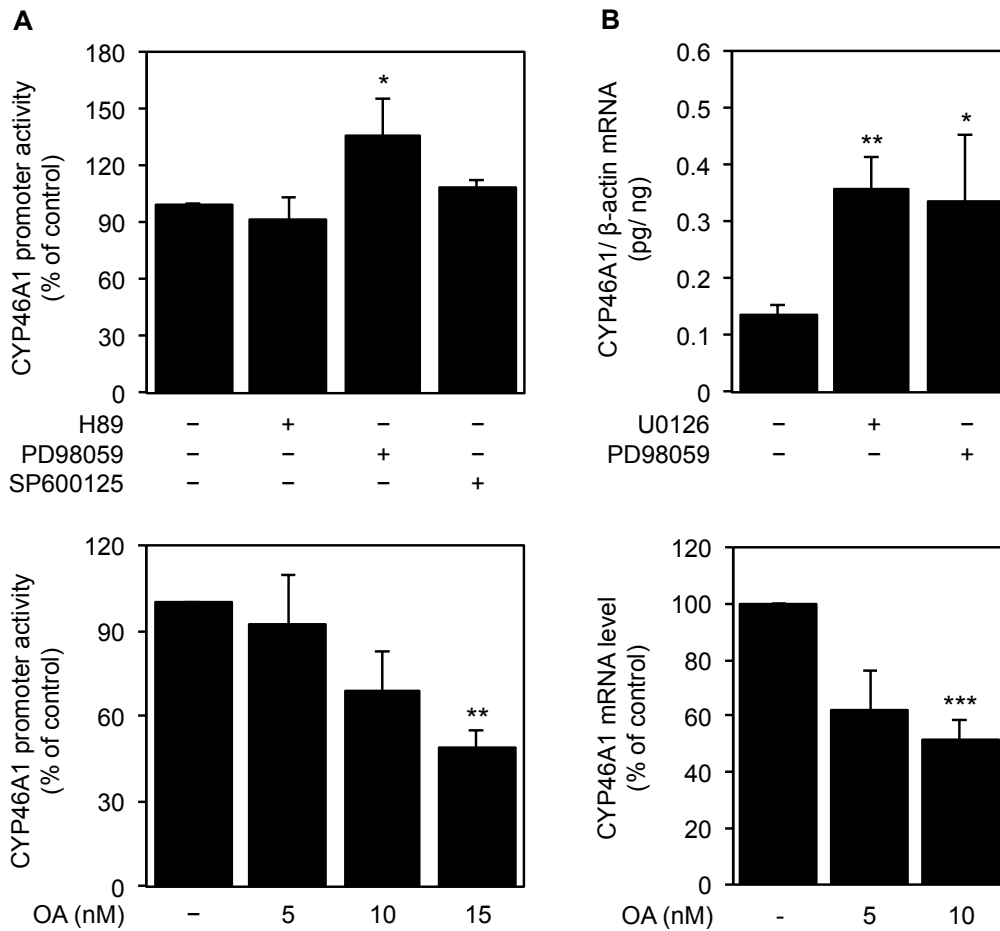 A
CYP46A1 promoter activity
(% of control)
180
150
120
90
60
30
0
*
H89 − + − −
PD98059 − − + −
SP600125 − − − +
B
CYP46A1/ β-actin mRNA
(pg/ ng)
0.6
0.5
0.4
0.3
0.2
0.1
0
** *
U0126 − + −
PD98059 − − +
CYP46A1 promoter activity
(% of control)
120
90
60
30
0
**
OA (nM) − 5 10 15
CYP46A1 mRNA level
(% of control)
120
100
80
60
40
20
0
***
OA (nM) - 5 10